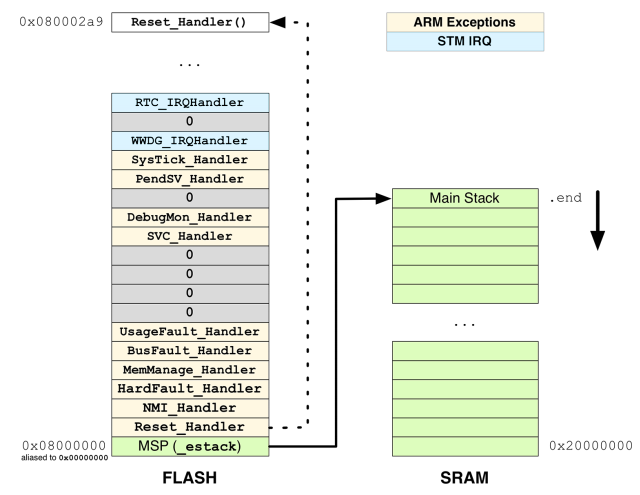 0x080002a9
Reset_Handler()
ARM Exceptions
STM IRQ
...
RTC_IRQHandler
0
WWDG_IRQHandler
SysTick_Handler
PendSV_Handler
0
DebugMon_Handler
SVC_Handler
0
0
0
0
UsageFault_Handler
BusFault_Handler
MemManage_Handler
HardFault_Handler
NMI_Handler
Reset_Handler
0x08000000
aliased to 0x00000000
MSP (_estack)
FLASH
Main Stack
.end
...
0x20000000
SRAM